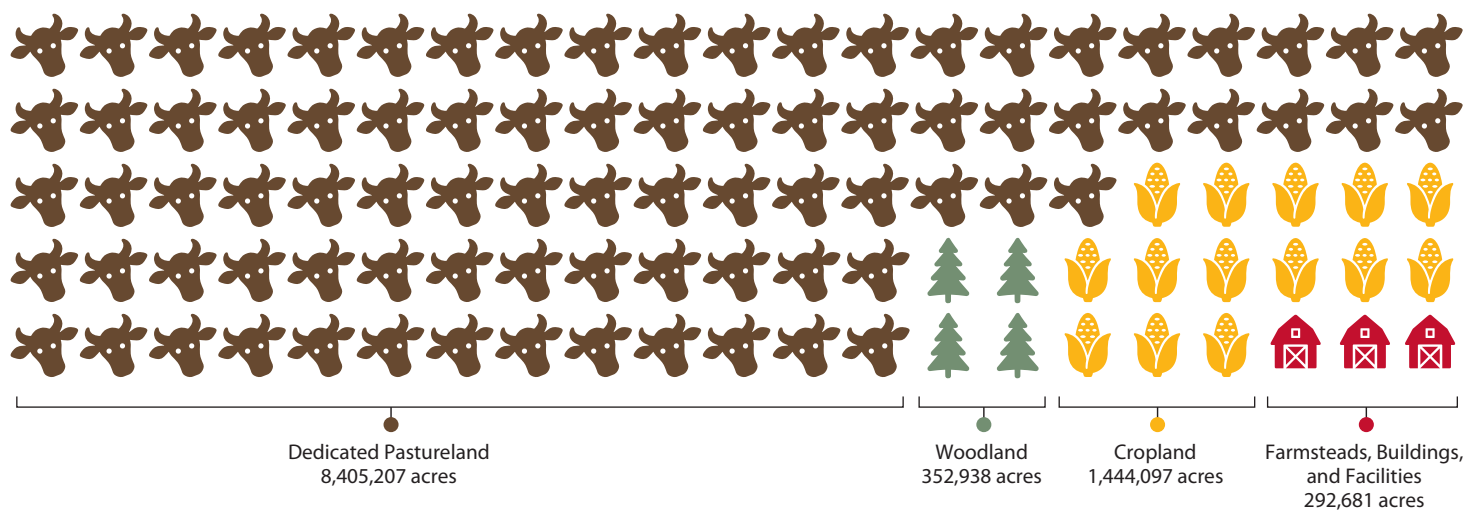 Dedicated Pastureland
8,405,207 acres
Woodland
352,938 acres
Cropland
1,444,097 acres
Farmsteads, Buildings,
and Facilities
292,681 acres